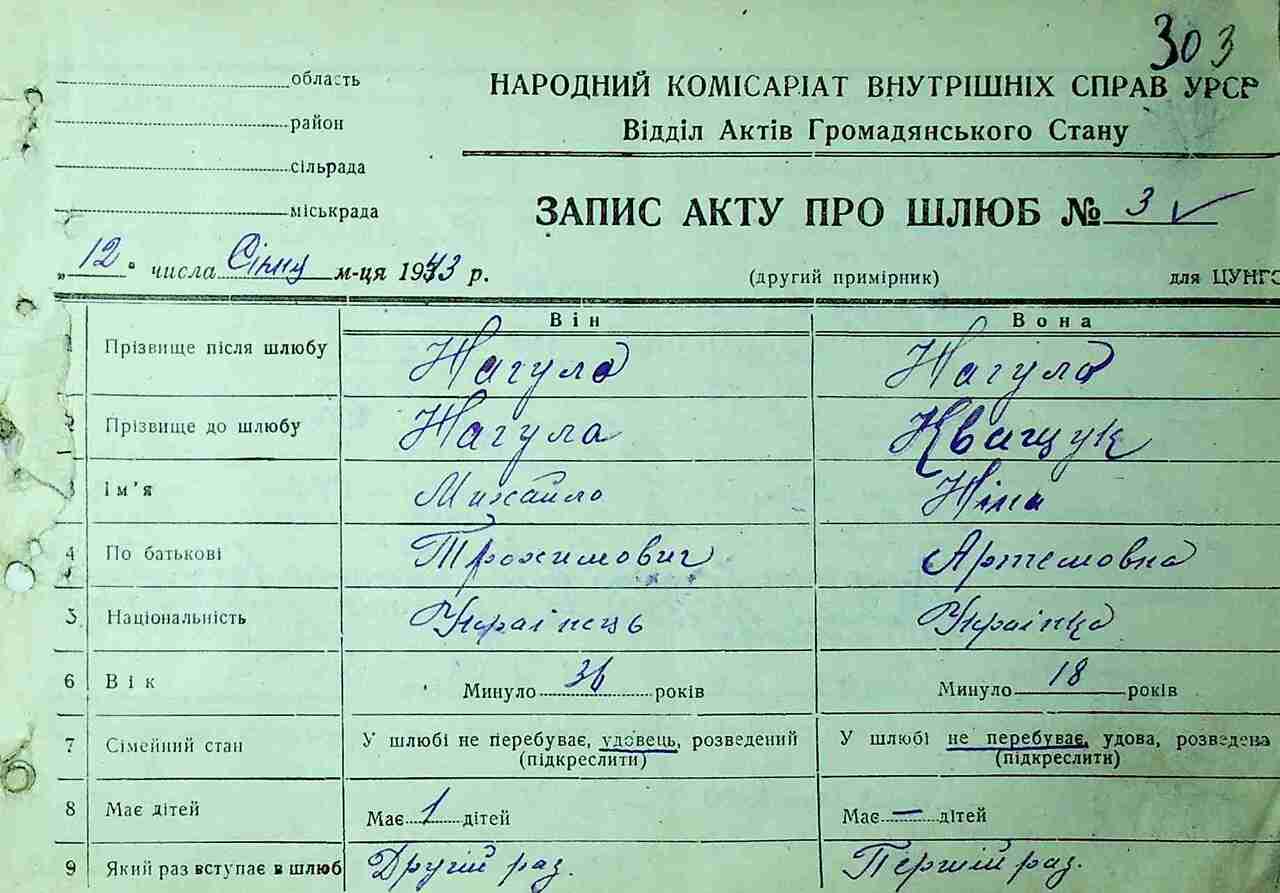 303
область
район
сільрада
міськрада
НАРОДНИЙ КОМІСАРІАТ ВНУТРІШНІХ СПРАВ УРСР
Відділ Актів Громадянського Стану
ЗАПИС АКТУ ПРО ШЛЮБ № 3
„12" числа Січня м-ця 1943 р.
(другий примірник) для ЦУНГО
Він Вона
1 Прізвище після шлюбу Нагула Нагула
2 Прізвище до шлюбу Нагула Кващук
3 Ім'я Михайло Ніна
4 По батькові Трохимович Артемовна
5 Національність Українець Українка
6 Вік Минуло 36 років Минуло 18 років
7 Сімейний стан У шлюбі не перебуває, удовець, розведений У шлюбі не перебуває, удова, розведена
(підкреслити) (підкреслити)
8 Має дітей Має 1 дітей Має — дітей
9 Який раз вступає в шлюб Другий раз. Перший раз.